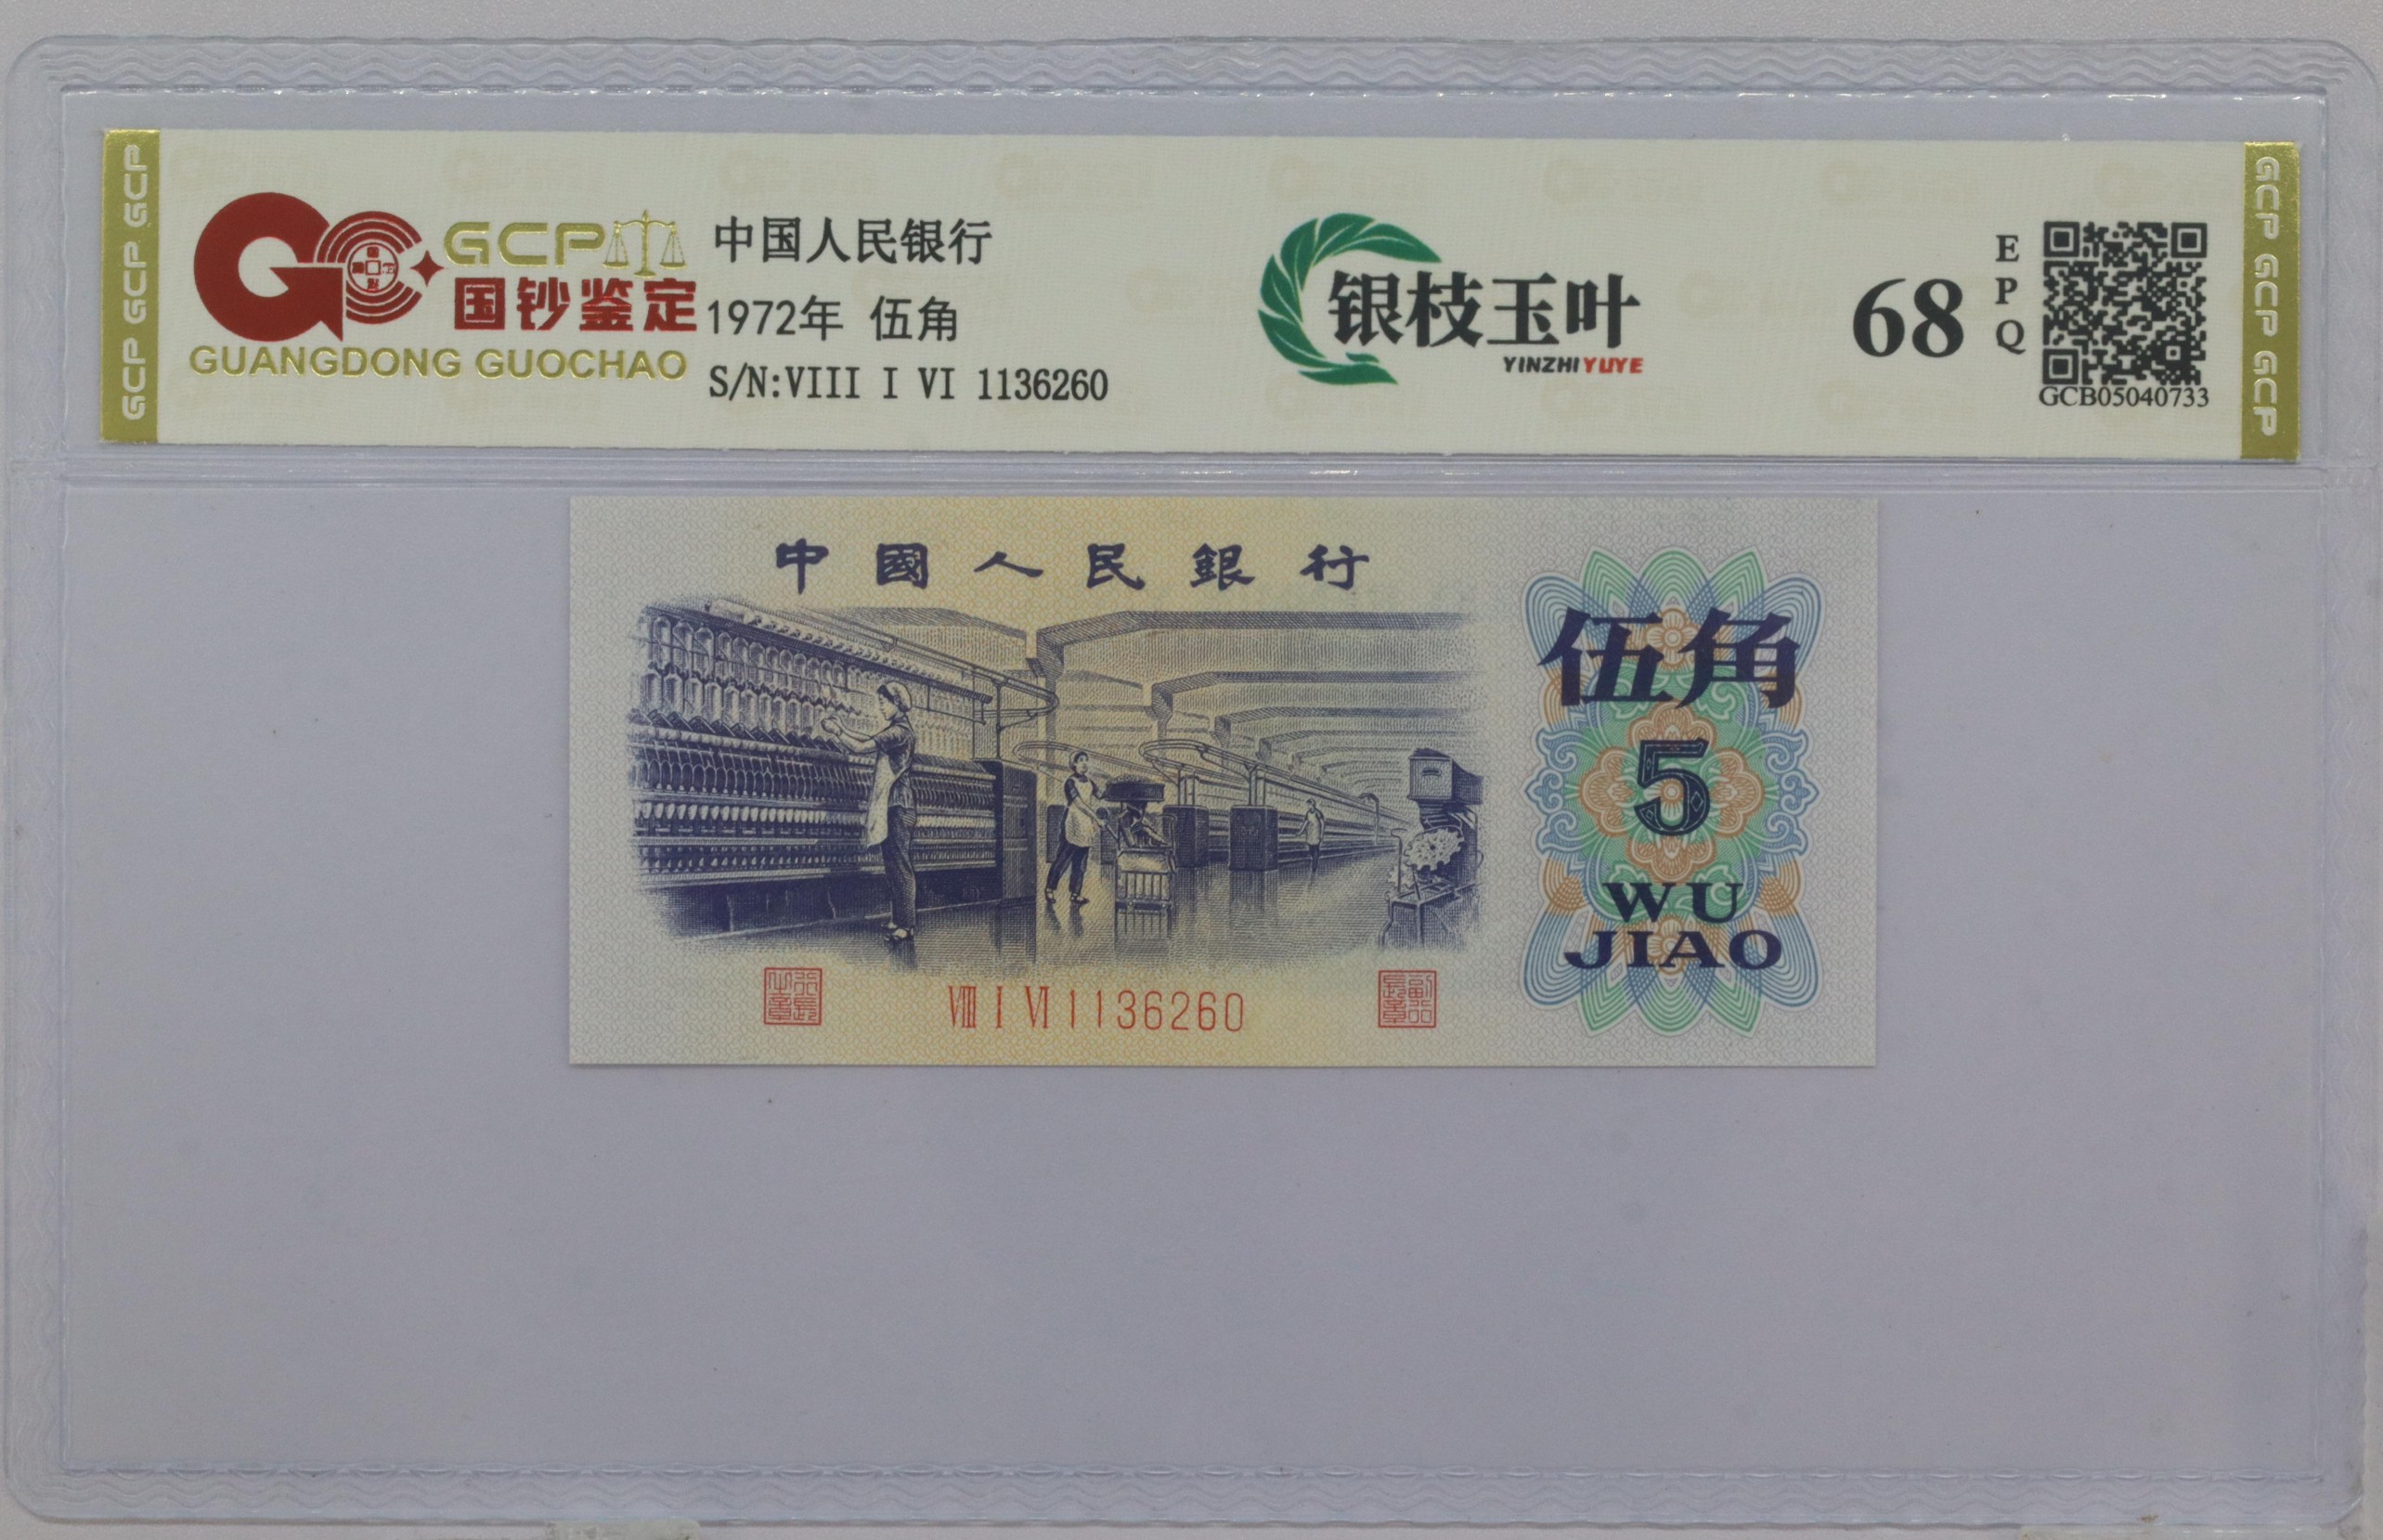 GCP GCP GCP
GCP
国钞鉴定
GUANGDONG GUOCHAO
中国人民银行
1972年 伍角
S/N:VIII I VI 1136260
银枝玉叶
YINZHIYUYE
68
EPQ
GCB05040733
GCP GCP GCP
中國人民銀行
伍角
5
WU
JIAO
VIII I VI 1136260